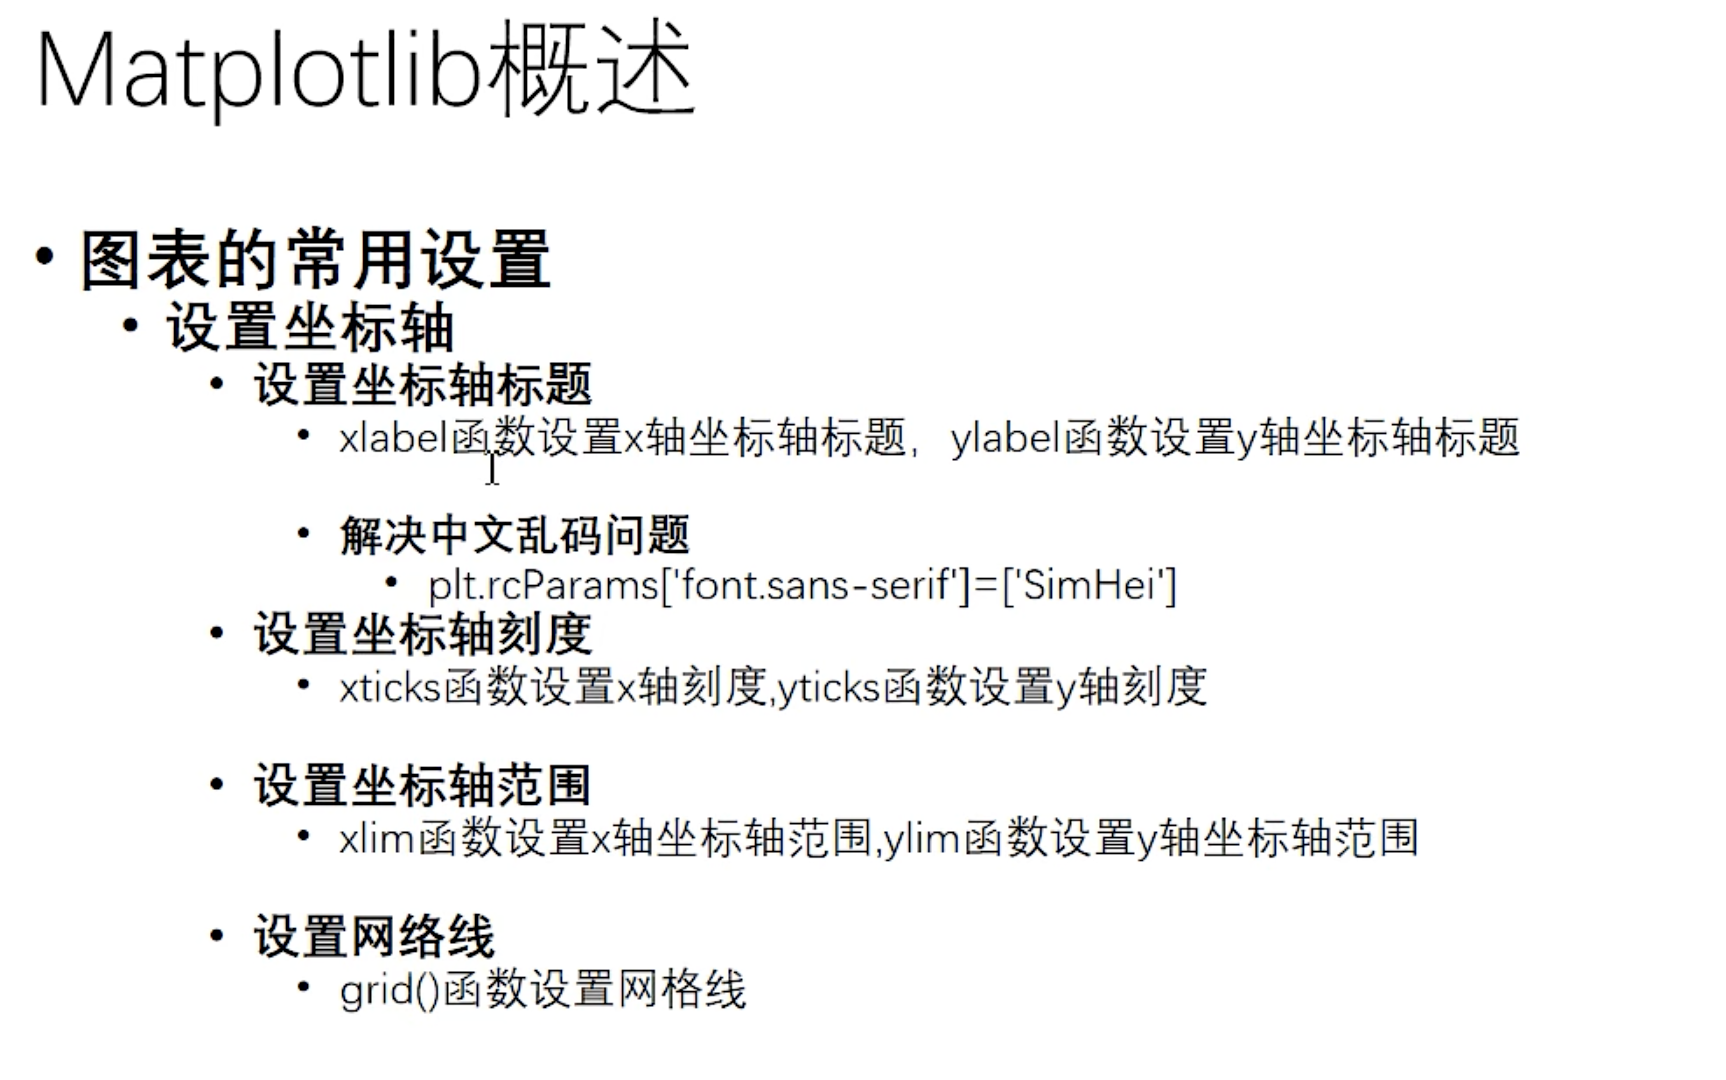 Matplotlib概述
• 图表的常用设置
• 设置坐标轴
• 设置坐标轴标题
• xlabel函数设置x轴坐标轴标题，ylabel函数设置y轴坐标轴标题
• 解决中文乱码问题
• plt.rcParams['font.sans-serif']=['SimHei']
• 设置坐标轴刻度
• xticks函数设置x轴刻度,yticks函数设置y轴刻度
• 设置坐标轴范围
• xlim函数设置x轴坐标轴范围,ylim函数设置y轴坐标轴范围
• 设置网络线
• grid()函数设置网格线